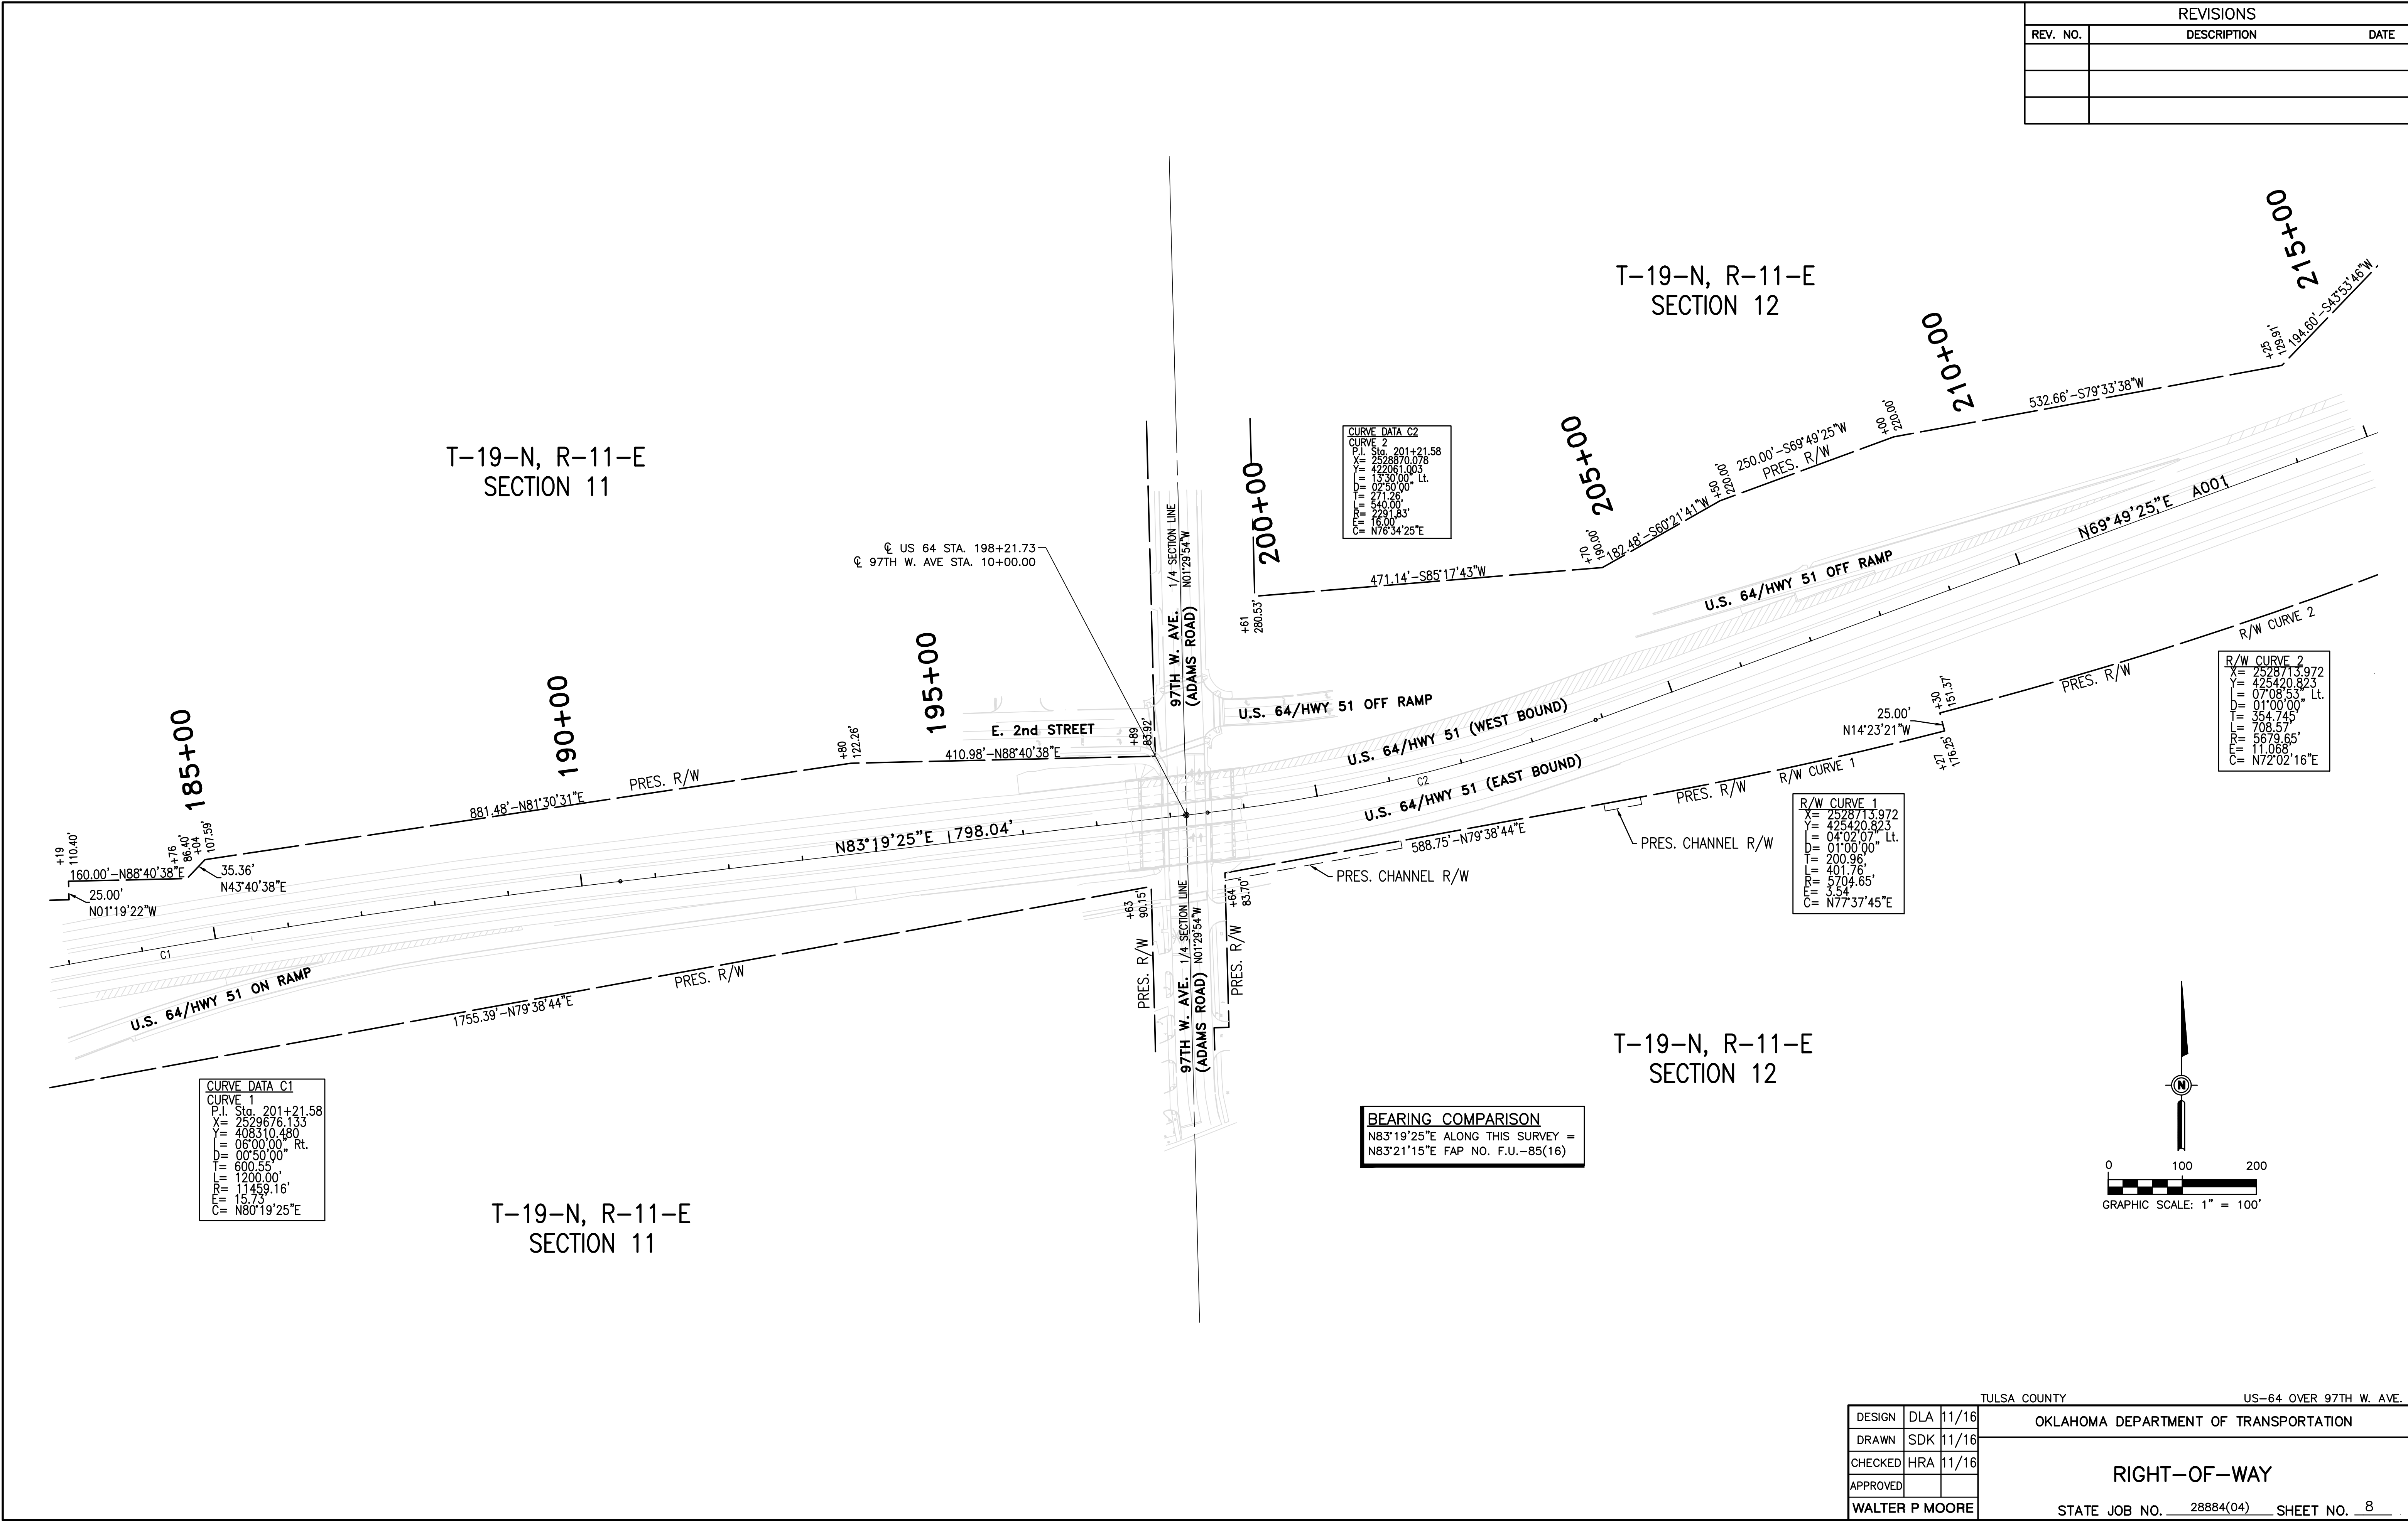 REVISIONS
REV. NO. DESCRIPTION DATE
T-19-N, R-11-E
SECTION 11
T-19-N, R-11-E
SECTION 12
215+00
210+00
205+00
200+00
195+00
190+00
185+00
CURVE DATA C2
CURVE 2
P.I. Sta. 201+21.58
X= 2528870.078
Y= 422061.003
I= 13°30'00" Lt.
D= 02°50'00"
T= 271.26'
L= 540.00'
R= 2291.83'
E= 16.00'
C= N76°34'25"E
℄ US 64 STA. 198+21.73
℄ 97TH W. AVE STA. 10+00.00
1/4 SECTION LINE
N01°29'54"W
97TH W. AVE.
(ADAMS ROAD)
+61
280.53'
471.14'-S85°17'43"W
+70
190.00'
182.48'-S60°21'41"W
+50
220.00'
250.00'-S69°49'25"W
PRES. R/W
+00
220.00'
532.66'-S79°33'38"W
+25
129.91'
194.60'-S43°53'46"W
N69°49'25"E A001
U.S. 64/HWY 51 OFF RAMP
U.S. 64/HWY 51 OFF RAMP
U.S. 64/HWY 51 (WEST BOUND)
U.S. 64/HWY 51 (EAST BOUND)
C2
E. 2nd STREET
+89
83.92'
410.98'-N88°40'38"E
+80
122.26'
PRES. R/W
881.48'-N81°30'31"E
+19
110.40'
160.00'-N88°40'38"E
+76
86.40'
+04
107.59'
35.36'
N43°40'38"E
25.00'
N01°19'22"W
N83°19'25"E 1798.04'
C1
U.S. 64/HWY 51 ON RAMP
1755.39'-N79°38'44"E
PRES. R/W
+63
90.15'
PRES. R/W
1/4 SECTION LINE
N01°29'54"W
97TH W. AVE.
(ADAMS ROAD)
+64
83.70'
PRES. R/W
588.75'-N79°38'44"E
PRES. CHANNEL R/W
PRES. CHANNEL R/W
PRES. R/W
R/W CURVE 1
25.00'
N14°23'21"W
+30
151.37'
+27
176.25'
PRES. R/W
R/W CURVE 2
R/W CURVE 2
X= 2528713.972
Y= 425420.823
I= 07°08'53" Lt.
D= 01°00'00"
T= 354.745'
L= 708.57'
R= 5679.65'
E= 11.068'
C= N72°02'16"E
R/W CURVE 1
X= 2528713.972
Y= 425420.823
I= 04°02'07" Lt.
D= 01°00'00"
T= 200.96'
L= 401.76'
R= 5704.65'
E= 3.54'
C= N77°37'45"E
CURVE DATA C1
CURVE 1
P.I. Sta. 201+21.58
X= 2529676.133
Y= 408310.480
I= 06°00'00" Rt.
D= 00°50'00"
T= 600.55'
L= 1200.00'
R= 11459.16'
E= 15.73'
C= N80°19'25"E
T-19-N, R-11-E
SECTION 11
T-19-N, R-11-E
SECTION 12
BEARING COMPARISON
N83°19'25"E ALONG THIS SURVEY =
N83°21'15"E FAP NO. F.U.-85(16)
N
0 100 200
GRAPHIC SCALE: 1" = 100'
TULSA COUNTY US-64 OVER 97TH W. AVE.
DESIGN DLA 11/16
DRAWN SDK 11/16
CHECKED HRA 11/16
APPROVED
WALTER P MOORE
OKLAHOMA DEPARTMENT OF TRANSPORTATION
RIGHT-OF-WAY
STATE JOB NO. 28884(04) SHEET NO. 8